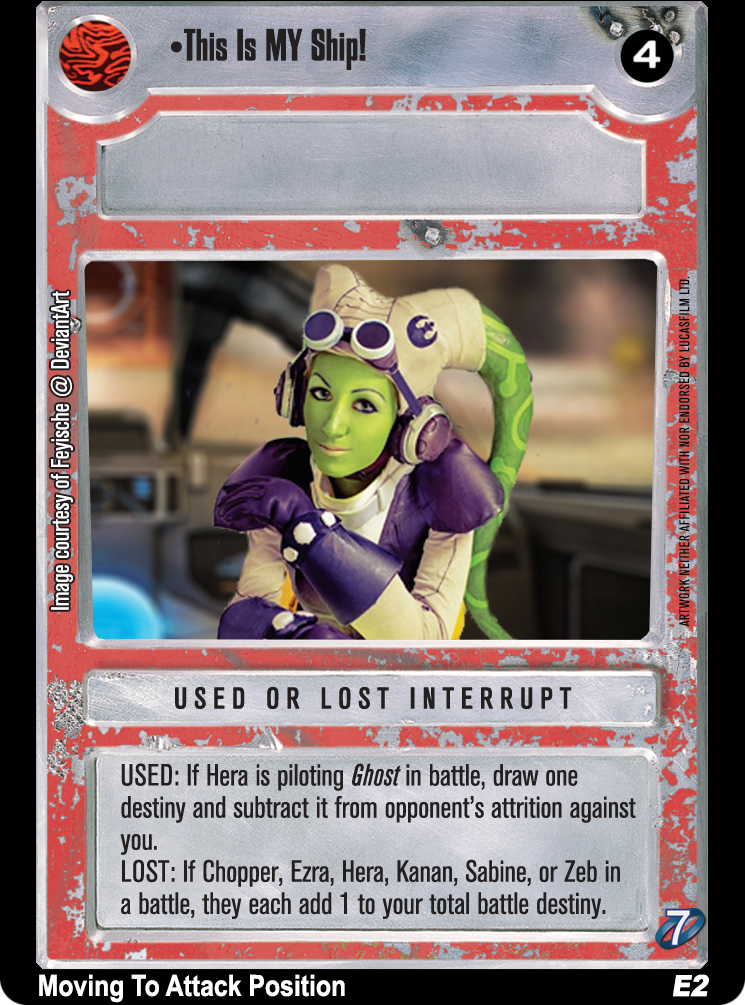 •This Is MY Ship!
4
Image courtesy of Feyische @ DeviantArt
ARTWORK NEITHER AFFILIATED WITH NOR ENDORSED BY LUCASFILM LTD.
USED OR LOST INTERRUPT
USED: If Hera is piloting Ghost in battle, draw one
destiny and subtract it from opponent's attrition against
you.
LOST: If Chopper, Ezra, Hera, Kanan, Sabine, or Zeb in
a battle, they each add 1 to your total battle destiny.
7
Moving To Attack Position
E2